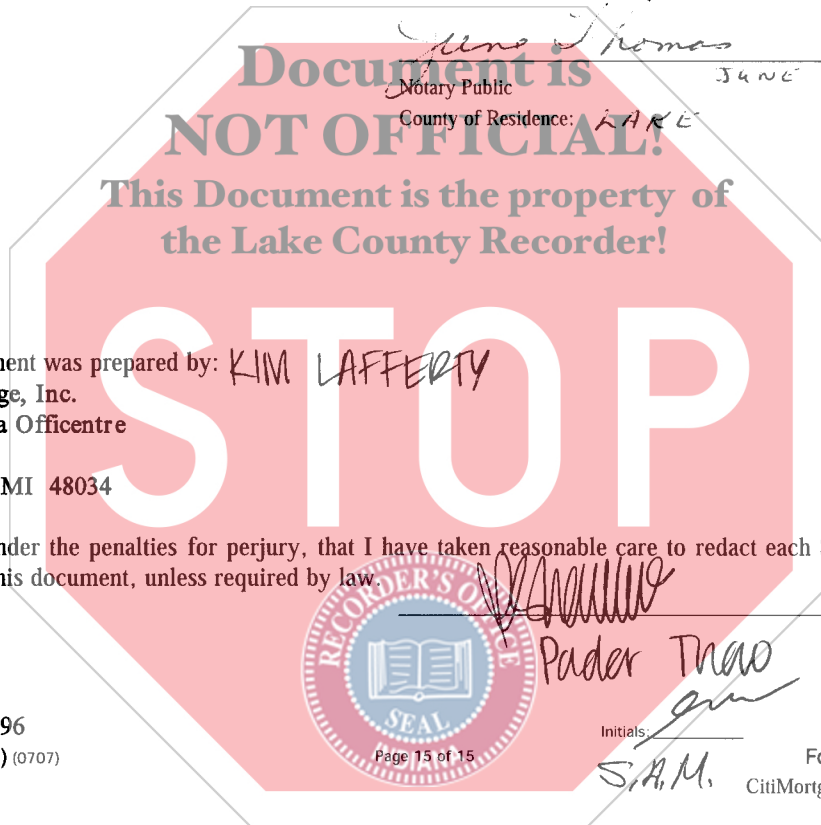 June Thomas
Document is
JUNE
Notary Public
NOT OFFICIAL!
County of Residence: LAKE
This Document is the property of
the Lake County Recorder!
STOP
ment was prepared by: KIM LAFFERTY
ge, Inc.
a Officentre
MI 48034
nder the penalties for perjury, that I have taken reasonable care to redact each
his document, unless required by law.
RECORDER'S OFFICE
SEAL
INDIANA
Pader Thao
96
) (0707)
Page 15 of 15
Initials:
S.A.M.
Fo
CitiMortg